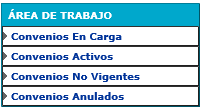 ÁREA DE TRABAJO
Convenios En Carga
Convenios Activos
Convenios No Vigentes
Convenios Anulados